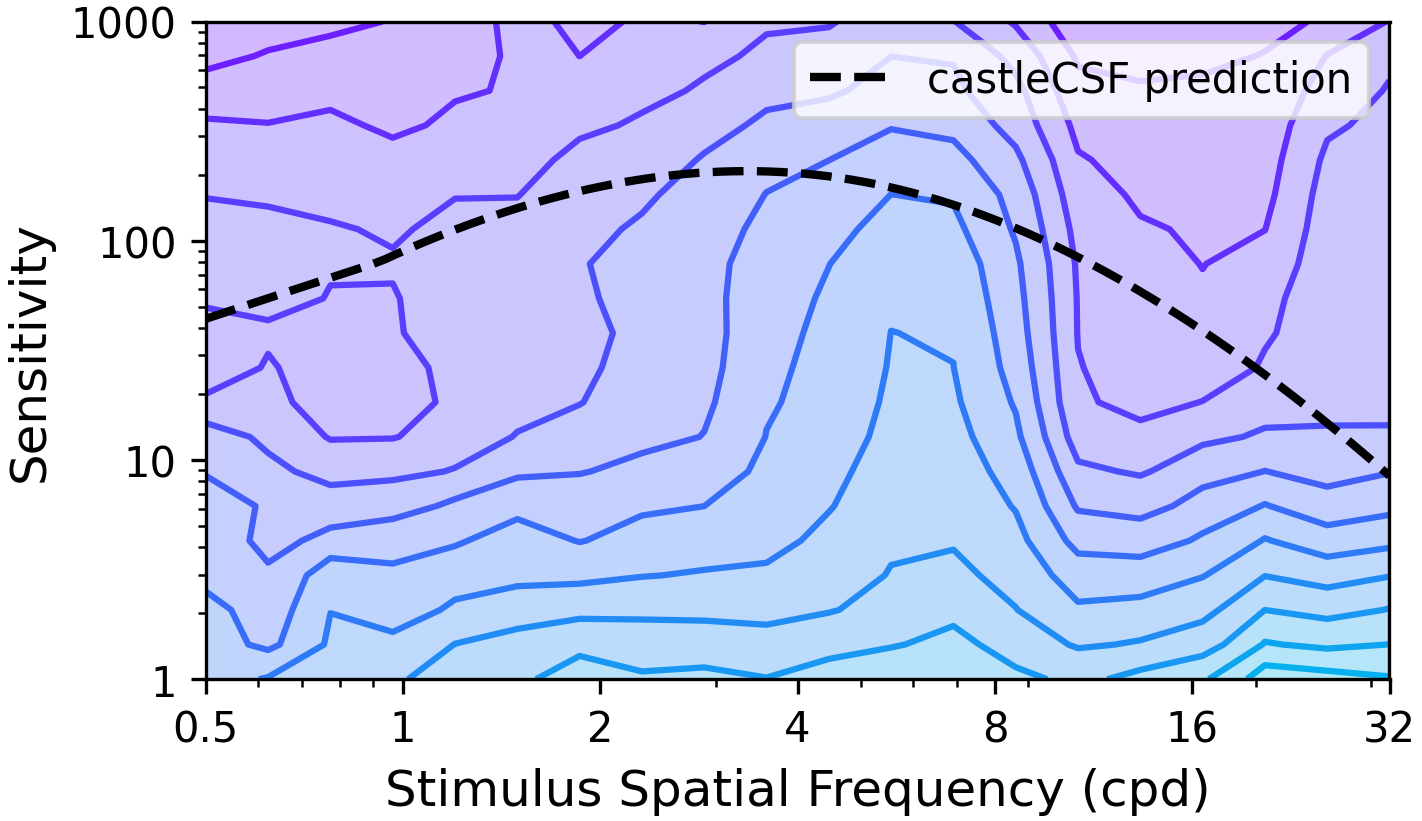 1000
100
10
1
Sensitivity
castleCSF prediction
0.5 1 2 4 8 16 32
Stimulus Spatial Frequency (cpd)